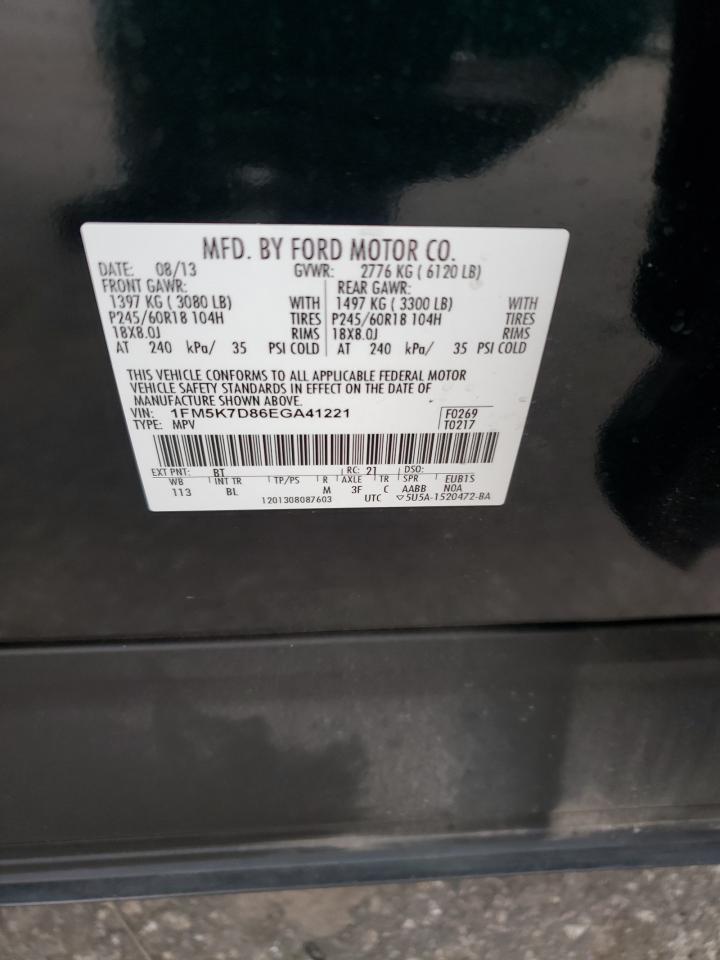 MFD. BY FORD MOTOR CO.
DATE: 08/13 GVWR: 2776 KG ( 6120 LB)
FRONT GAWR: REAR GAWR:
1397 KG ( 3080 LB) WITH 1497 KG ( 3300 LB) WITH
P245/60R18 104H TIRES P245/60R18 104H TIRES
18X8.0J RIMS 18X8.0J RIMS
AT 240 kPa/ 35 PSI COLD AT 240 kPa/ 35 PSI COLD
THIS VEHICLE CONFORMS TO ALL APPLICABLE FEDERAL MOTOR
VEHICLE SAFETY STANDARDS IN EFFECT ON THE DATE OF
MANUFACTURE SHOWN ABOVE.
VIN: 1FM5K7D86EGA41221 F0269
TYPE: MPV T0217
EXT PNT: BT RC: 21 DSO:
WB INT TR TP/PS R AXLE TR SPR EUB1S
113 BL M 3F C AABB N0A
1201308087603 UTC ▽5U5A-1520472-BA